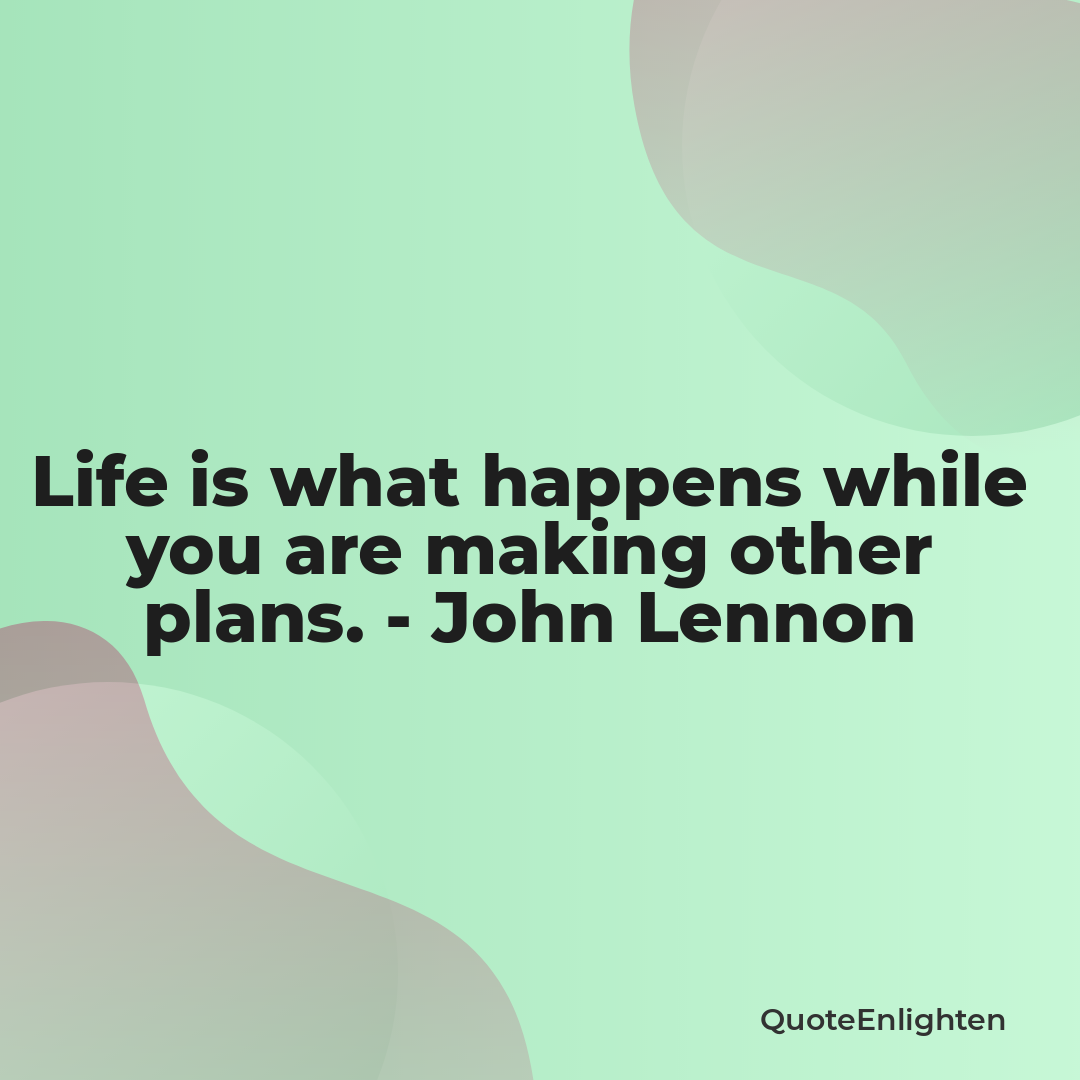 Life is what happens while
you are making other
plans. - John Lennon
QuoteEnlighten